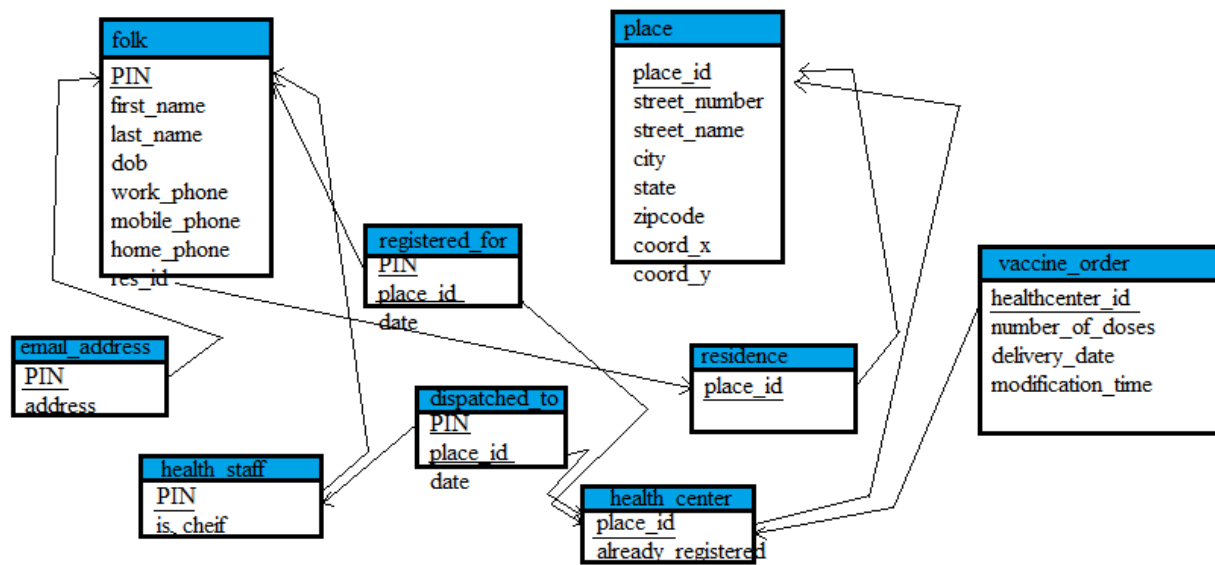 folk
PIN
first_name
last_name
dob
work_phone
mobile_phone
home_phone
res_id
place
place_id
street_number
street_name
city
state
zipcode
coord_x
coord_y
registered_for
PIN
place_id
date
vaccine_order
healthcenter_id
number_of_doses
delivery_date
modification_time
email_address
PIN
address
residence
place_id
dispatched_to
PIN
place_id
date
health_staff
PIN
is_cheif
health_center
place_id
already_registered